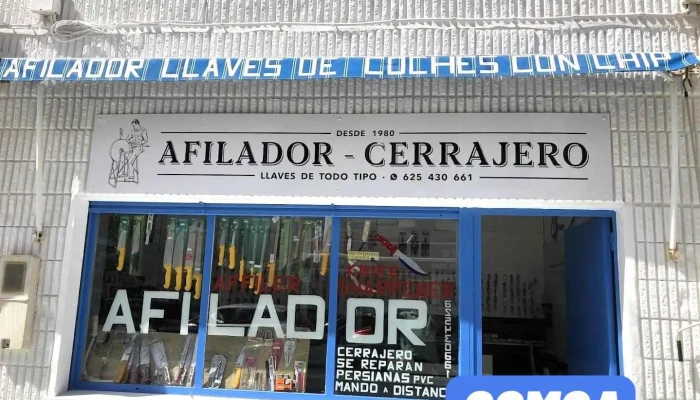 AFILADOR LLAVES DE COCHES CON CHIP
DESDE 1980
AFILADOR - CERRAJERO
LLAVES DE TODO TIPO · 625 430 661
AFILADOR
CERRAJERO
SE REPARAN
PERSIANAS PVC
MANDO A DISTANC